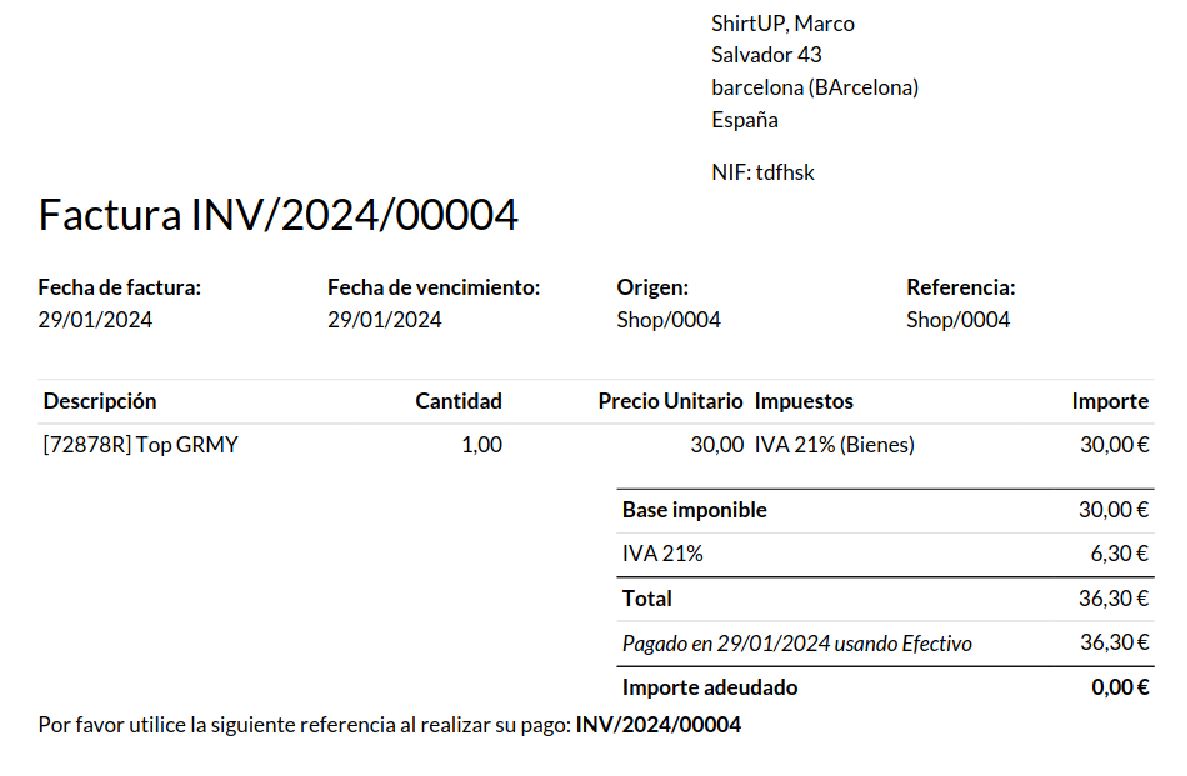 ShirtUP, Marco
Salvador 43
barcelona (BArcelona)
España
NIF: tdfhsk
Factura INV/2024/00004
Fecha de factura: Fecha de vencimiento: Origen: Referencia:
29/01/2024 29/01/2024 Shop/0004 Shop/0004
Descripción Cantidad Precio Unitario Impuestos Importe
[72878R] Top GRMY 1,00 30,00 IVA 21% (Bienes) 30,00 €
Base imponible 30,00 €
IVA 21% 6,30 €
Total 36,30 €
Pagado en 29/01/2024 usando Efectivo 36,30 €
Importe adeudado 0,00 €
Por favor utilice la siguiente referencia al realizar su pago: INV/2024/00004